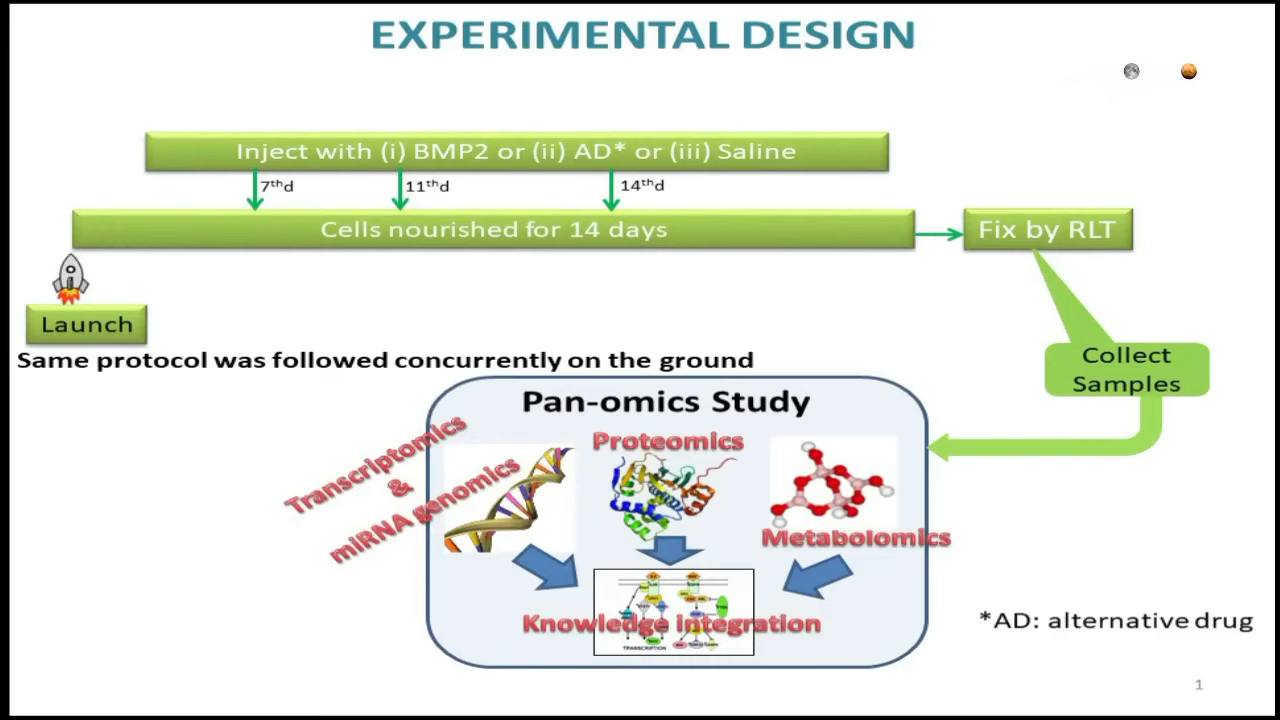 EXPERIMENTAL DESIGN
Inject with (i) BMP2 or (ii) AD* or (iii) Saline
7thd
11thd
14thd
Cells nourished for 14 days
Fix by RLT
Launch
Same protocol was followed concurrently on the ground
Collect
Samples
Pan-omics Study
Transcriptomics
&
miRNA genomics
Proteomics
Metabolomics
Knowledge integration
TRANSCRIPTION
*AD: alternative drug
1